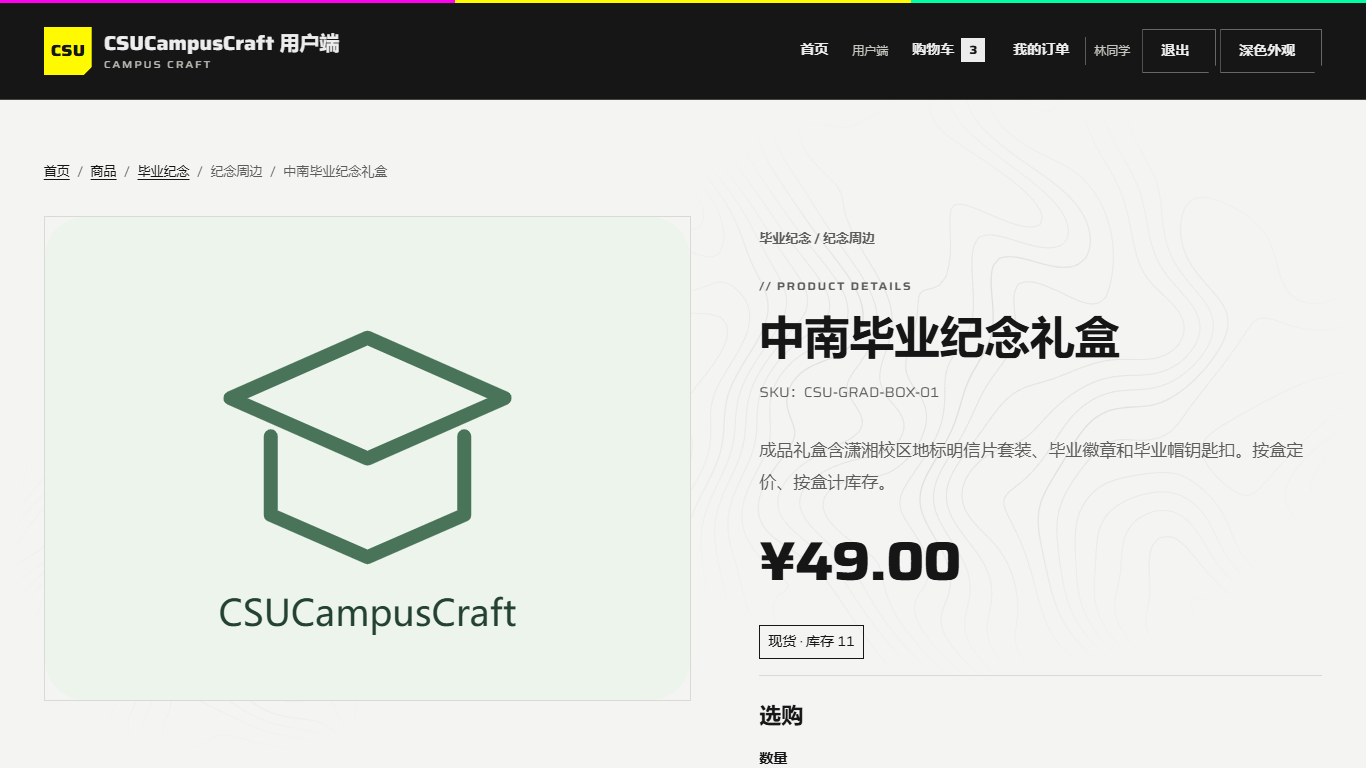 CSU
CSUCampusCraft 用户端
CAMPUS CRAFT
首页 用户端 购物车 3 我的订单 林同学 退出 深色外观
首页 / 商品 / 毕业纪念 / 纪念周边 / 中南毕业纪念礼盒
CSUCampusCraft
毕业纪念 / 纪念周边
// PRODUCT DETAILS
中南毕业纪念礼盒
SKU：CSU-GRAD-BOX-01
成品礼盒含潇湘校区地标明信片套装、毕业徽章和毕业帽钥匙扣。按盒定
价、按盒计库存。
¥49.00
现货 · 库存 11
选购
数量